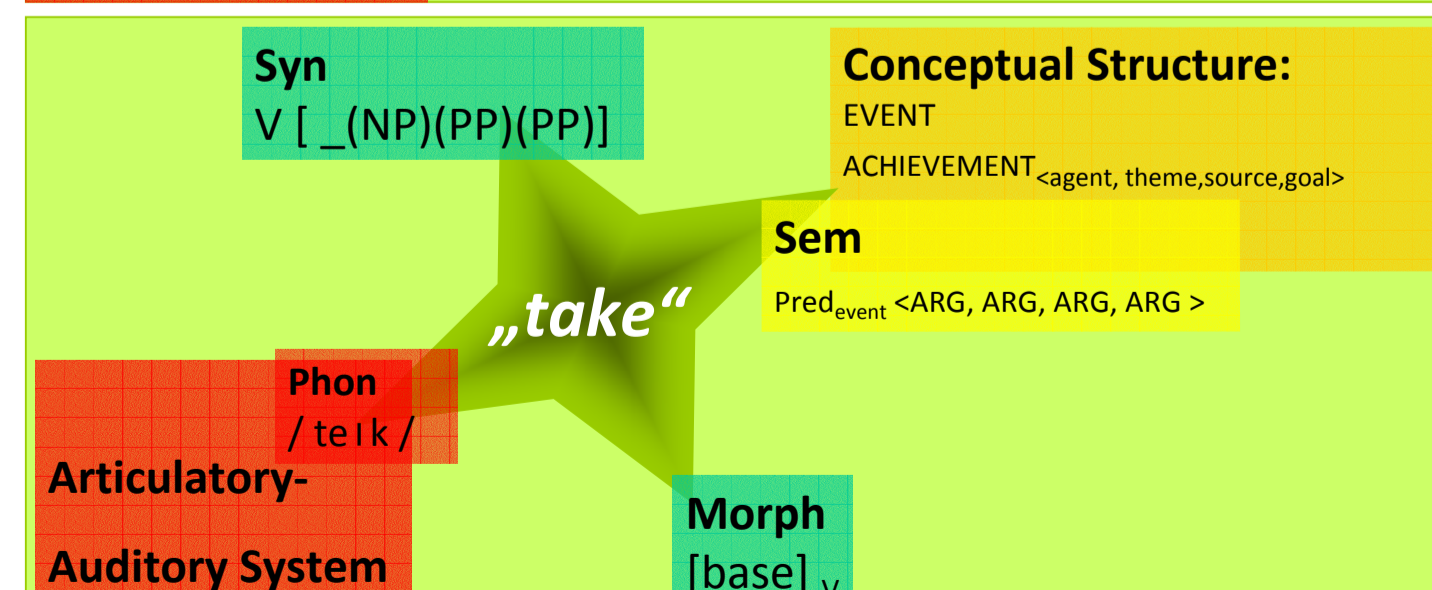 Syn
V [ _(NP)(PP)(PP)]
Conceptual Structure:
EVENT
ACHIEVEMENT<agent, theme,source,goal>
Sem
Predevent <ARG, ARG, ARG, ARG >
„take“
Phon
/ teɪk /
Articulatory-
Auditory System
Morph
[base] V